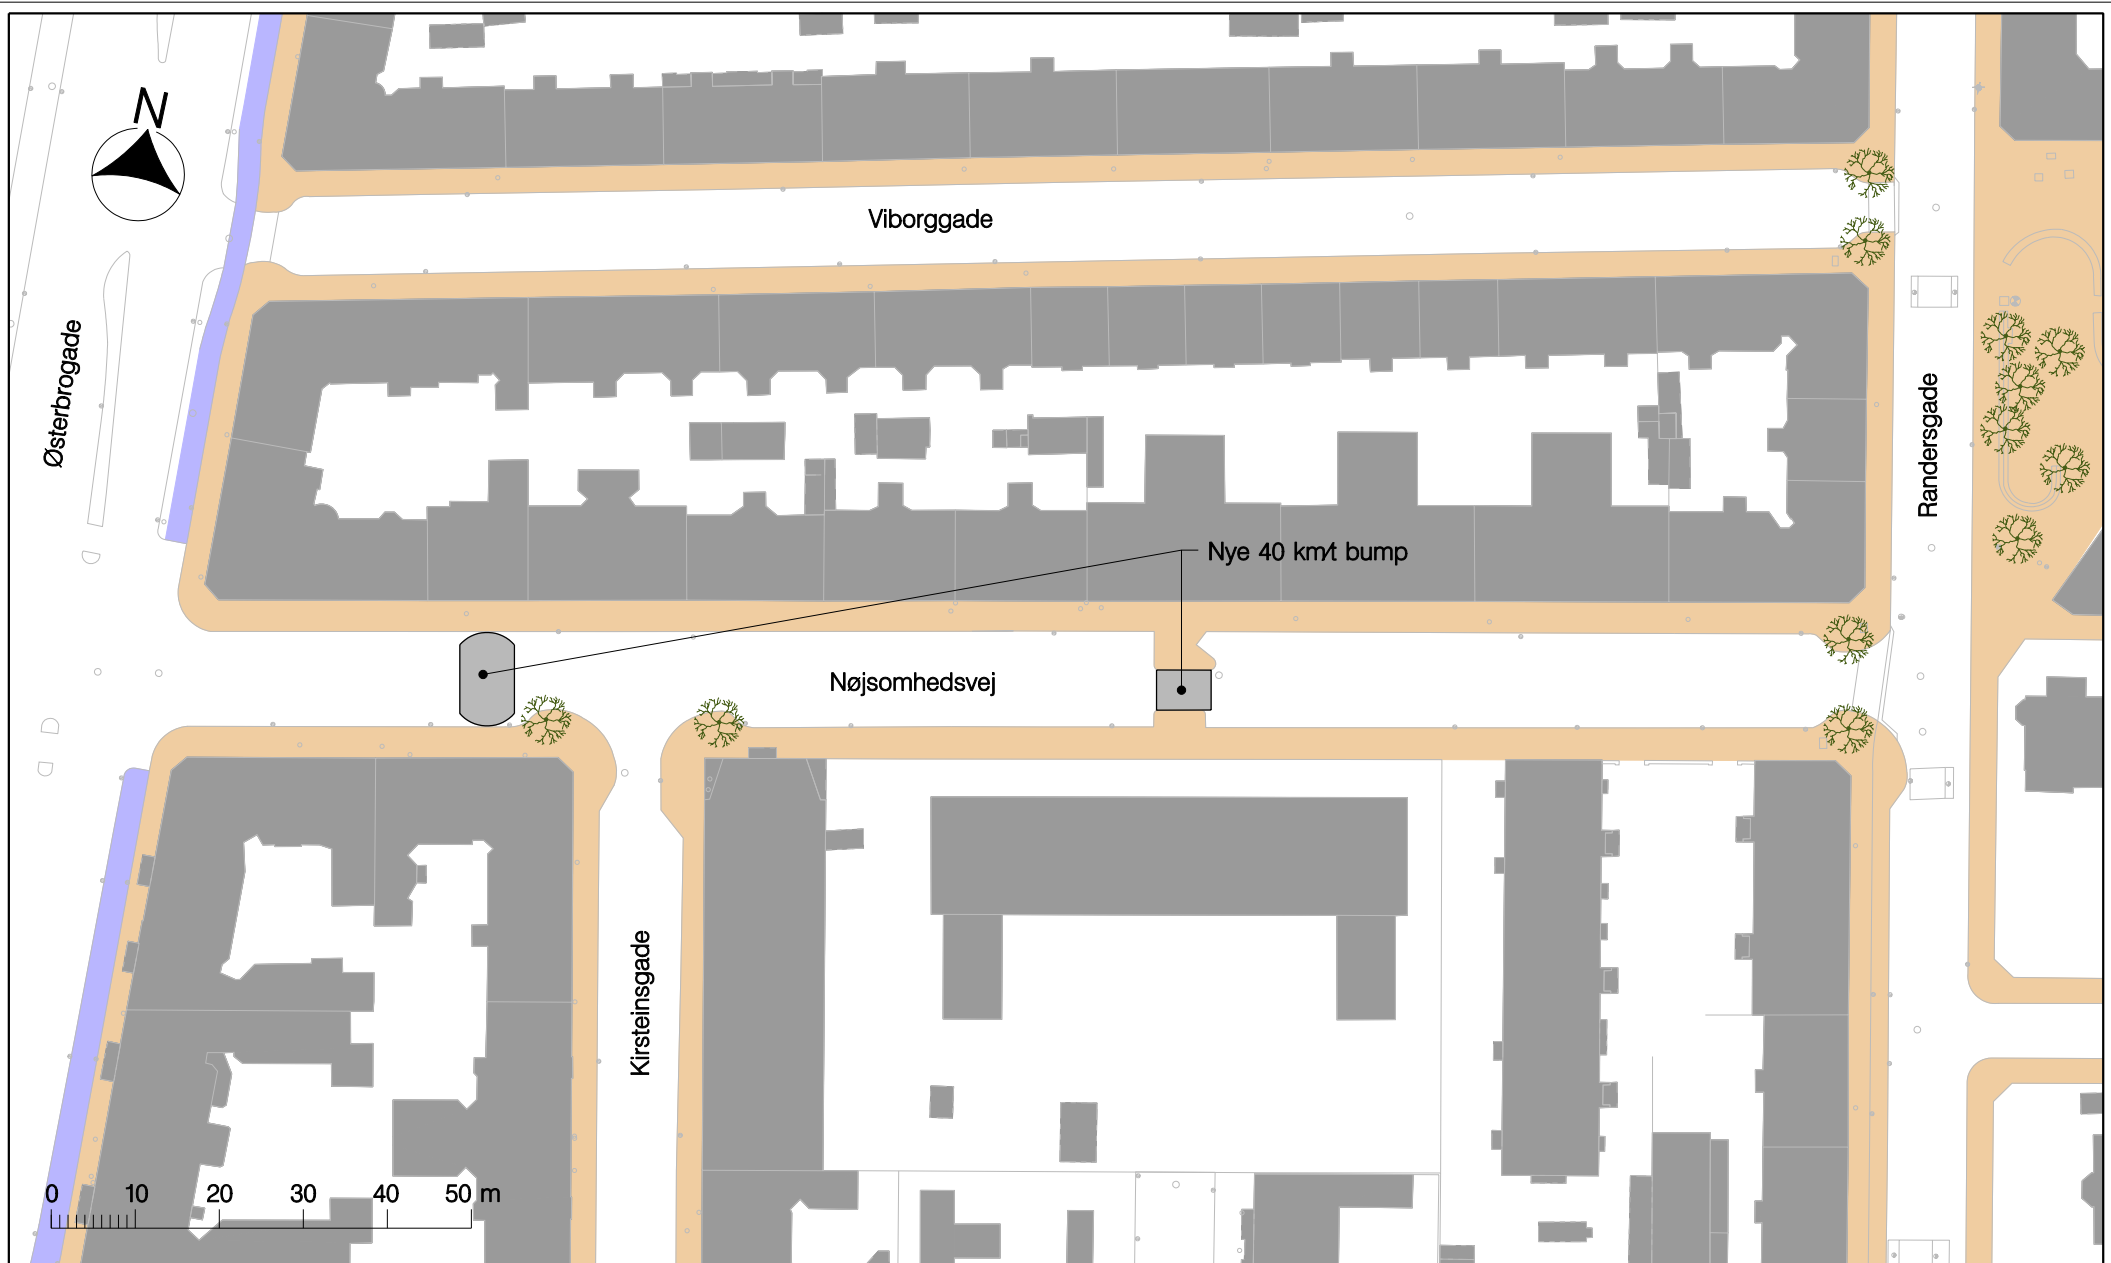 N
Viborggade
Østerbrogade
Randersgade
Nye 40 km/t bump
Nøjsomhedsvej
Kirsteinsgade
0 10 20 30 40 50 m